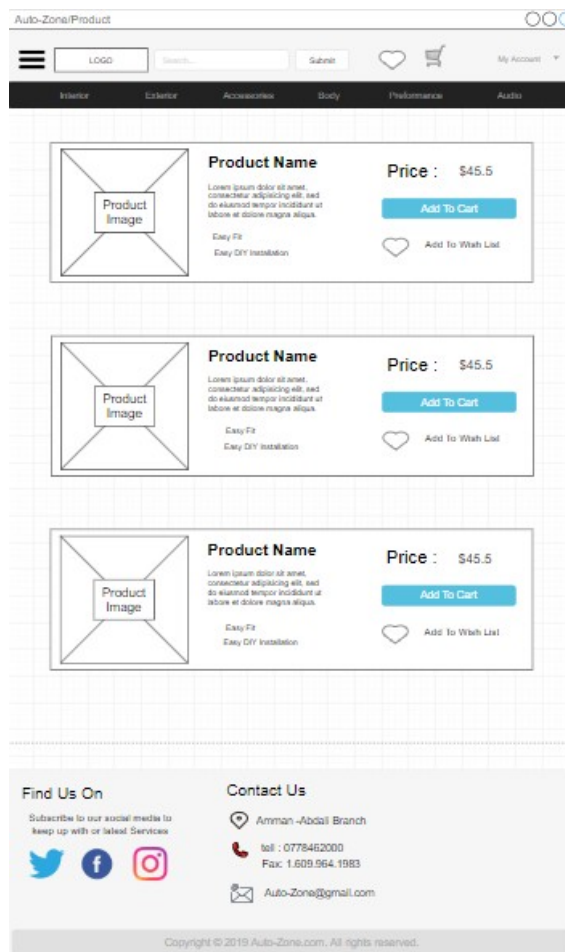 Auto-Zone/Product
LOGO
Search...
Submit
My Account
Interior Exterior Accessories Body Preformance Audio
Product Image
Product Name
Lorem ipsum dolor sit amet,
consectetur adipisicing elit, sed
do eiusmod tempor incididunt ut
labore et dolore magna aliqua.
Easy Fit
Easy DIY Installation
Price : $45.5
Add To Cart
Add To Wish List
Product Image
Product Name
Lorem ipsum dolor sit amet,
consectetur adipisicing elit, sed
do eiusmod tempor incididunt ut
labore et dolore magna aliqua.
Easy Fit
Easy DIY Installation
Price : $45.5
Add To Cart
Add To Wish List
Product Image
Product Name
Lorem ipsum dolor sit amet,
consectetur adipisicing elit, sed
do eiusmod tempor incididunt ut
labore et dolore magna aliqua.
Easy Fit
Easy DIY Installation
Price : $45.5
Add To Cart
Add To Wish List
Find Us On
Subscribe to our social media to
keep up with or latest Services
Contact Us
Amman -Abdali Branch
tell : 0778462000
Fax: 1.609.964.1983
Auto-Zone@gmail.com
Copyright © 2019 Auto-Zone.com. All rights reserved.